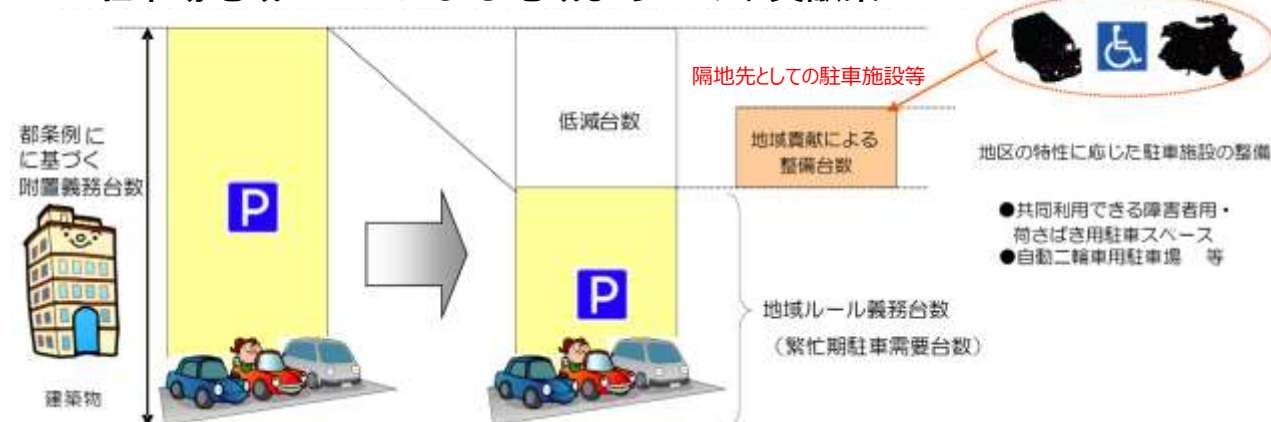 都条例に
に基づく
附置義務台数
建築物
P
低減台数
P
隔地先としての駐車施設等
地域貢献による
整備台数
地区の特性に応じた駐車施設の整備
●共同利用できる障害者用・
荷さばき用駐車スペース
●自動二輪車用駐車場　等
地域ルール義務台数
（繁忙期駐車需要台数）